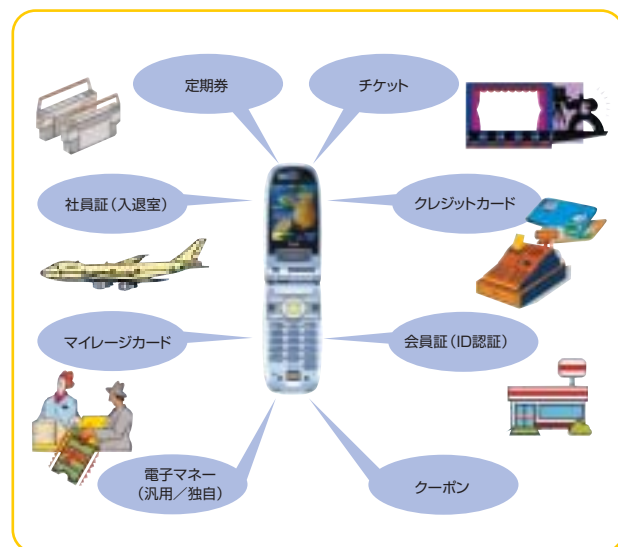 定期券
チケット
社員証(入退室)
クレジットカード
マイレージカード
会員証(ID認証)
電子マネー
(汎用／独自)
クーポン